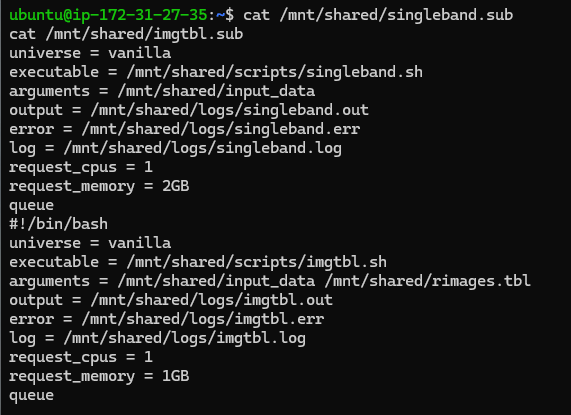 ubuntu@ip-172-31-27-35:~$ cat /mnt/shared/singleband.sub
cat /mnt/shared/imgtbl.sub
universe = vanilla
executable = /mnt/shared/scripts/singleband.sh
arguments = /mnt/shared/input_data
output = /mnt/shared/logs/singleband.out
error = /mnt/shared/logs/singleband.err
log = /mnt/shared/logs/singleband.log
request_cpus = 1
request_memory = 2GB
queue
#!/bin/bash
universe = vanilla
executable = /mnt/shared/scripts/imgtbl.sh
arguments = /mnt/shared/input_data /mnt/shared/rimages.tbl
output = /mnt/shared/logs/imgtbl.out
error = /mnt/shared/logs/imgtbl.err
log = /mnt/shared/logs/imgtbl.log
request_cpus = 1
request_memory = 1GB
queue